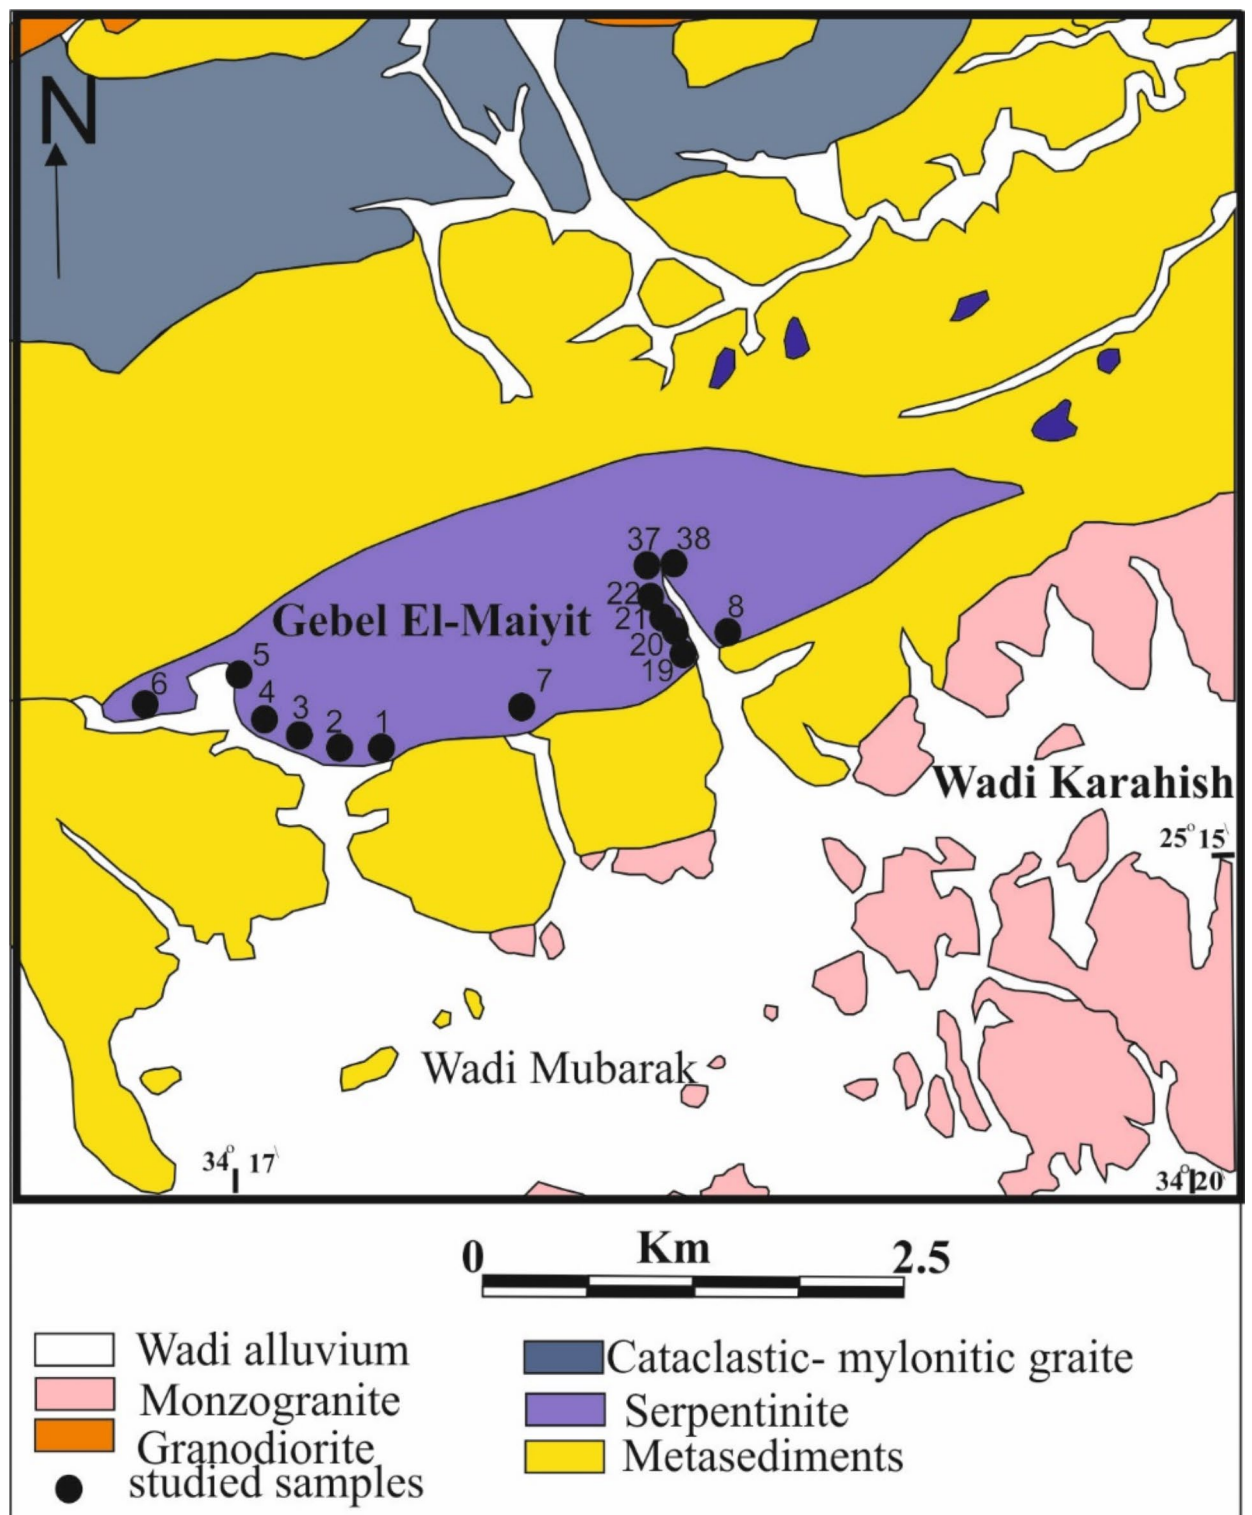 N
37 38
22
Gebel El-Maiyit
21
8
20
19
5
6
4
3
2
1
7
Wadi Karahish
25° 15\
Wadi Mubarak
34° 17\
34° 20\
0 Km 2.5
Wadi alluvium
Monzogranite
Granodiorite
studied samples
Cataclastic- mylonitic graite
Serpentinite
Metasediments